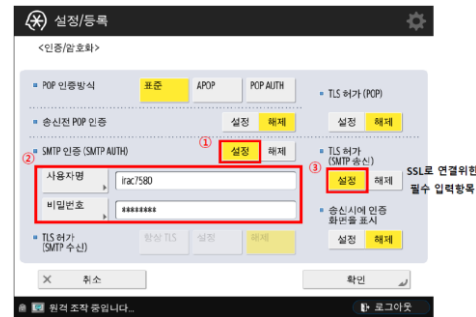 설정/등록
<인증/암호화>
POP 인증방식
표준
APOP
POP AUTH
TLS 허가 (POP)
송신전 POP 인증
설정
해제
설정
해제
SMTP 인증 (SMTP AUTH)
①
설정
해제
TLS 허가
(SMTP 송신)
②
③
사용자명
irac7580
설정
해제
SSL로 연결위한
필수 입력항목
비밀번호
********
송신시에 인증
화면을 표시
TLS 허가
(SMTP 수신)
항상 TLS
설정
해제
설정
해제
취소
확인
원격 조작 중입니다...
로그아웃